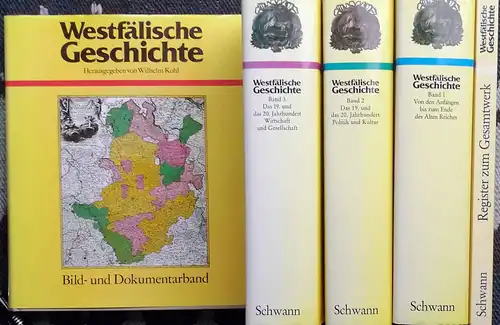 Westfälische
Geschichte
Herausgegeben von Wilhelm Kohl
Bild- und Dokumentarband
Westfälische
Geschichte
Band 3
Das 19. und
das 20. Jahrhundert
Wirtschaft
und Gesellschaft
Schwann
Westfälische
Geschichte
Band 2
Das 19. und
das 20. Jahrhundert
Politik und Kultur
Schwann
Westfälische
Geschichte
Band 1
Von den Anfängen
bis zum Ende
des Alten Reiches
Schwann
Westfälische
Geschichte
Register zum Gesamtwerk
Schwann